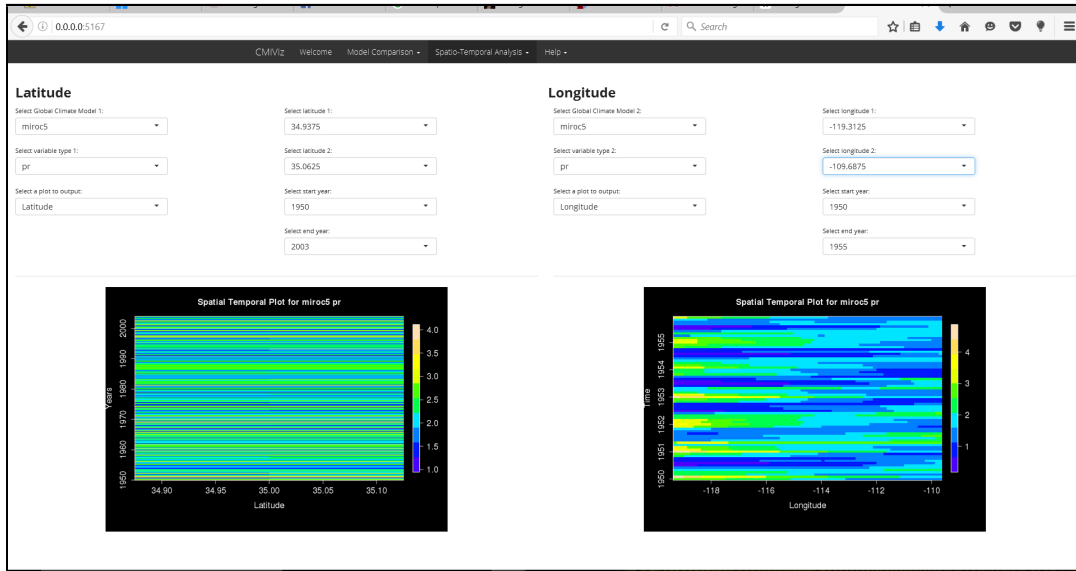 0.0.0.0:5167
Search
CMIViz Welcome Model Comparison Spatio-Temporal Analysis Help
Latitude
Select Global Climate Model 1:
miroc5
Select latitude 1:
34.9375
Select variable type 1:
pr
Select latitude 2:
35.0625
Select a plot to output:
Latitude
Select start year:
1950
Select end year:
2003
Longitude
Select Global Climate Model 2:
miroc5
Select longitude 1:
-119.3125
Select variable type 2:
pr
Select longitude 2:
-109.6875
Select a plot to output:
Longitude
Select start year:
1950
Select end year:
1955
Spatial Temporal Plot for miroc5 pr
Years
2000
1990
1980
1970
1960
1950
34.90 34.95 35.00 35.05 35.10
Latitude
4.0
3.5
3.0
2.5
2.0
1.5
1.0
Spatial Temporal Plot for miroc5 pr
Time
1955
1954
1953
1952
1951
1950
-118 -116 -114 -112 -110
Longitude
4
3
2
1